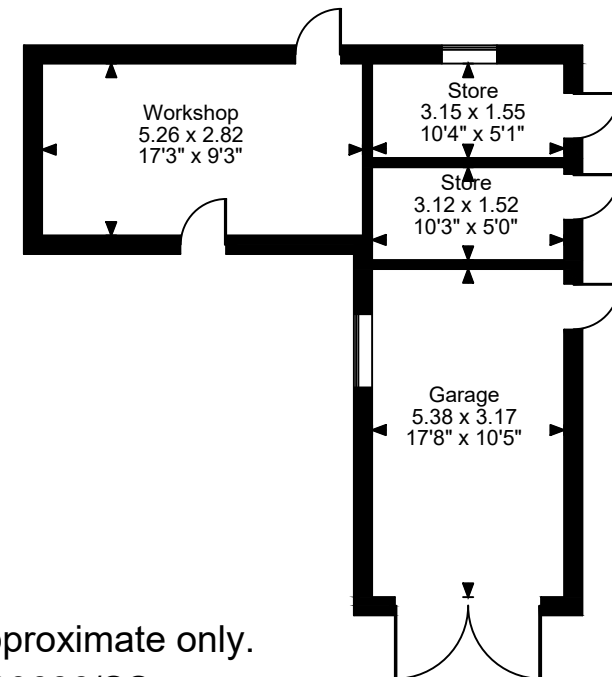 Workshop
5.26 x 2.82
17'3" x 9'3"
Store
3.15 x 1.55
10'4" x 5'1"
Store
3.12 x 1.52
10'3" x 5'0"
Garage
5.38 x 3.17
17'8" x 10'5"
approximate only.